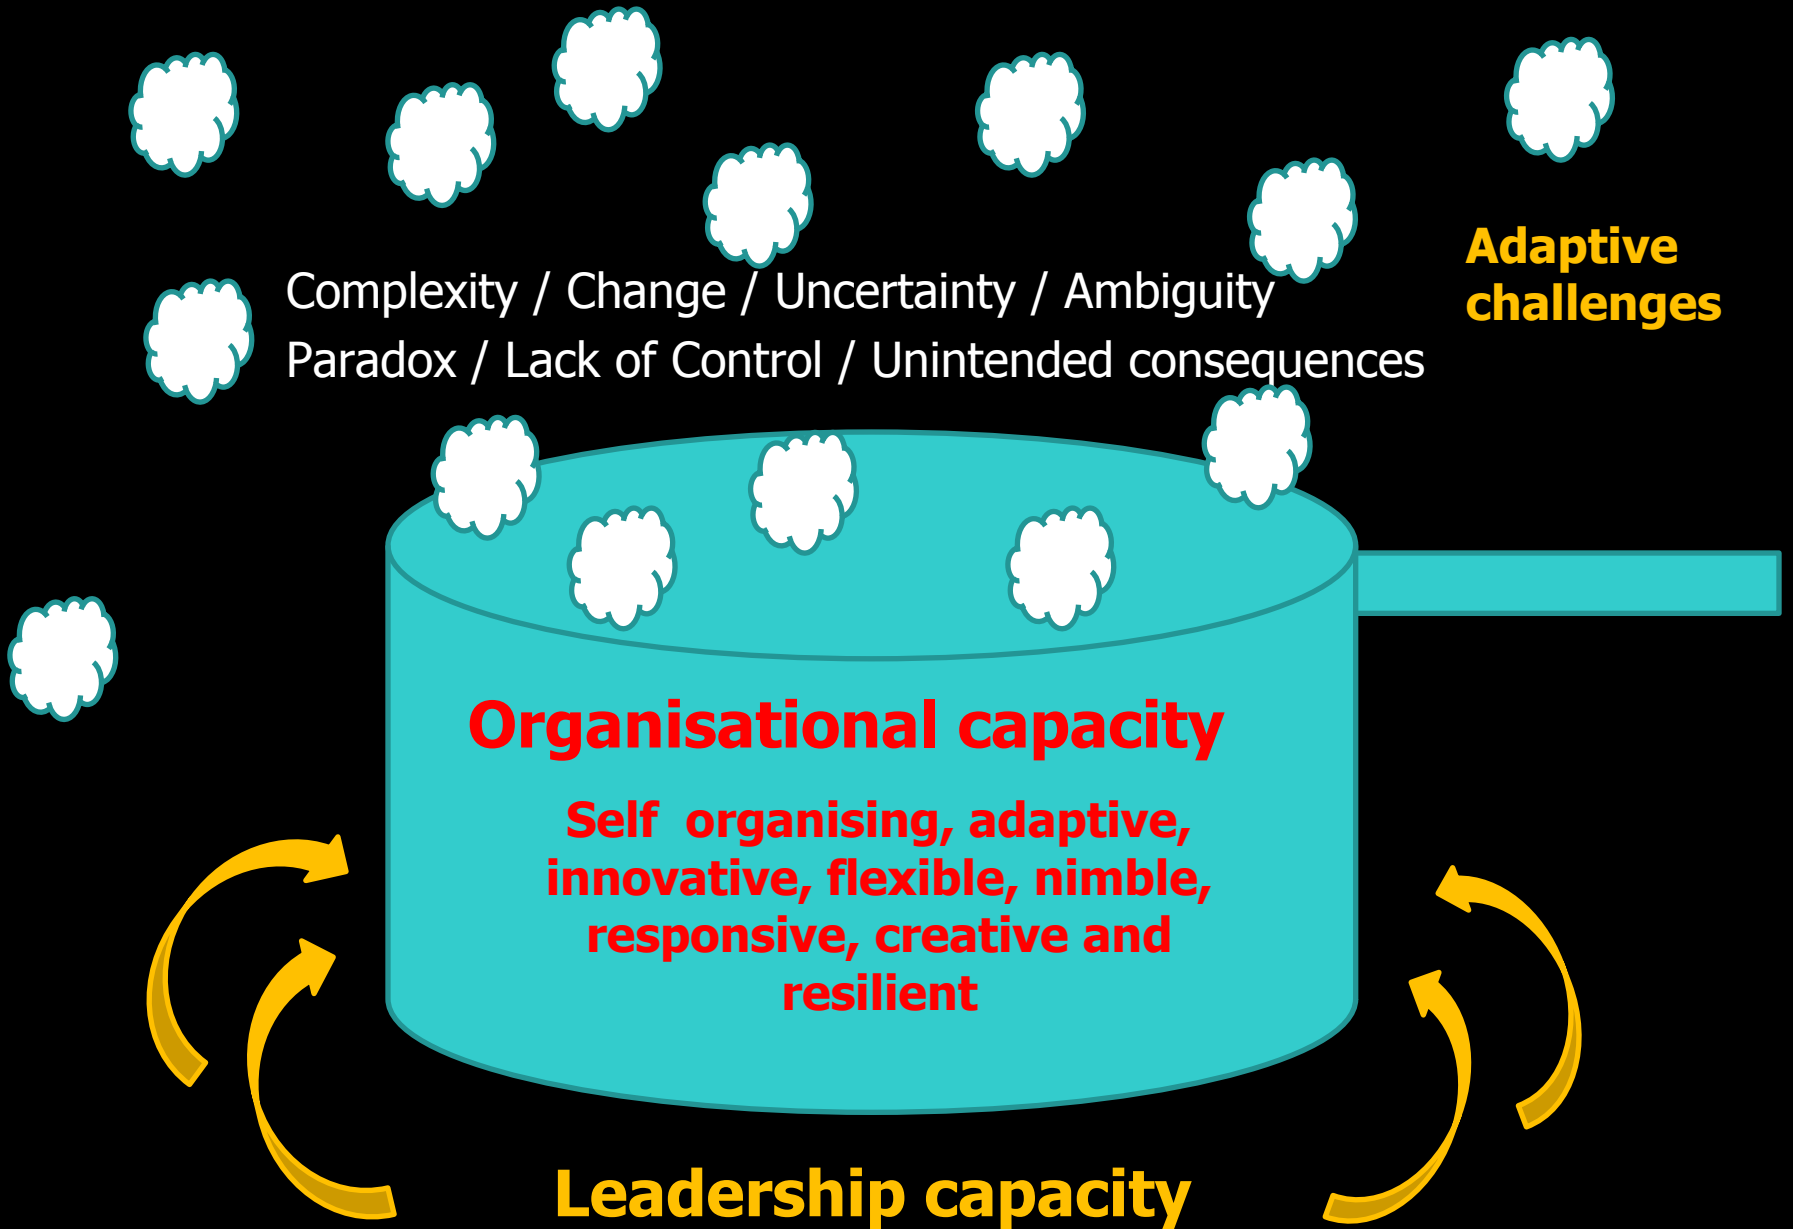 Complexity / Change / Uncertainty / Ambiguity
Paradox / Lack of Control / Unintended consequences
Adaptive
challenges
Organisational capacity
Self  organising, adaptive,
innovative, flexible, nimble,
responsive, creative and
resilient
Leadership capacity